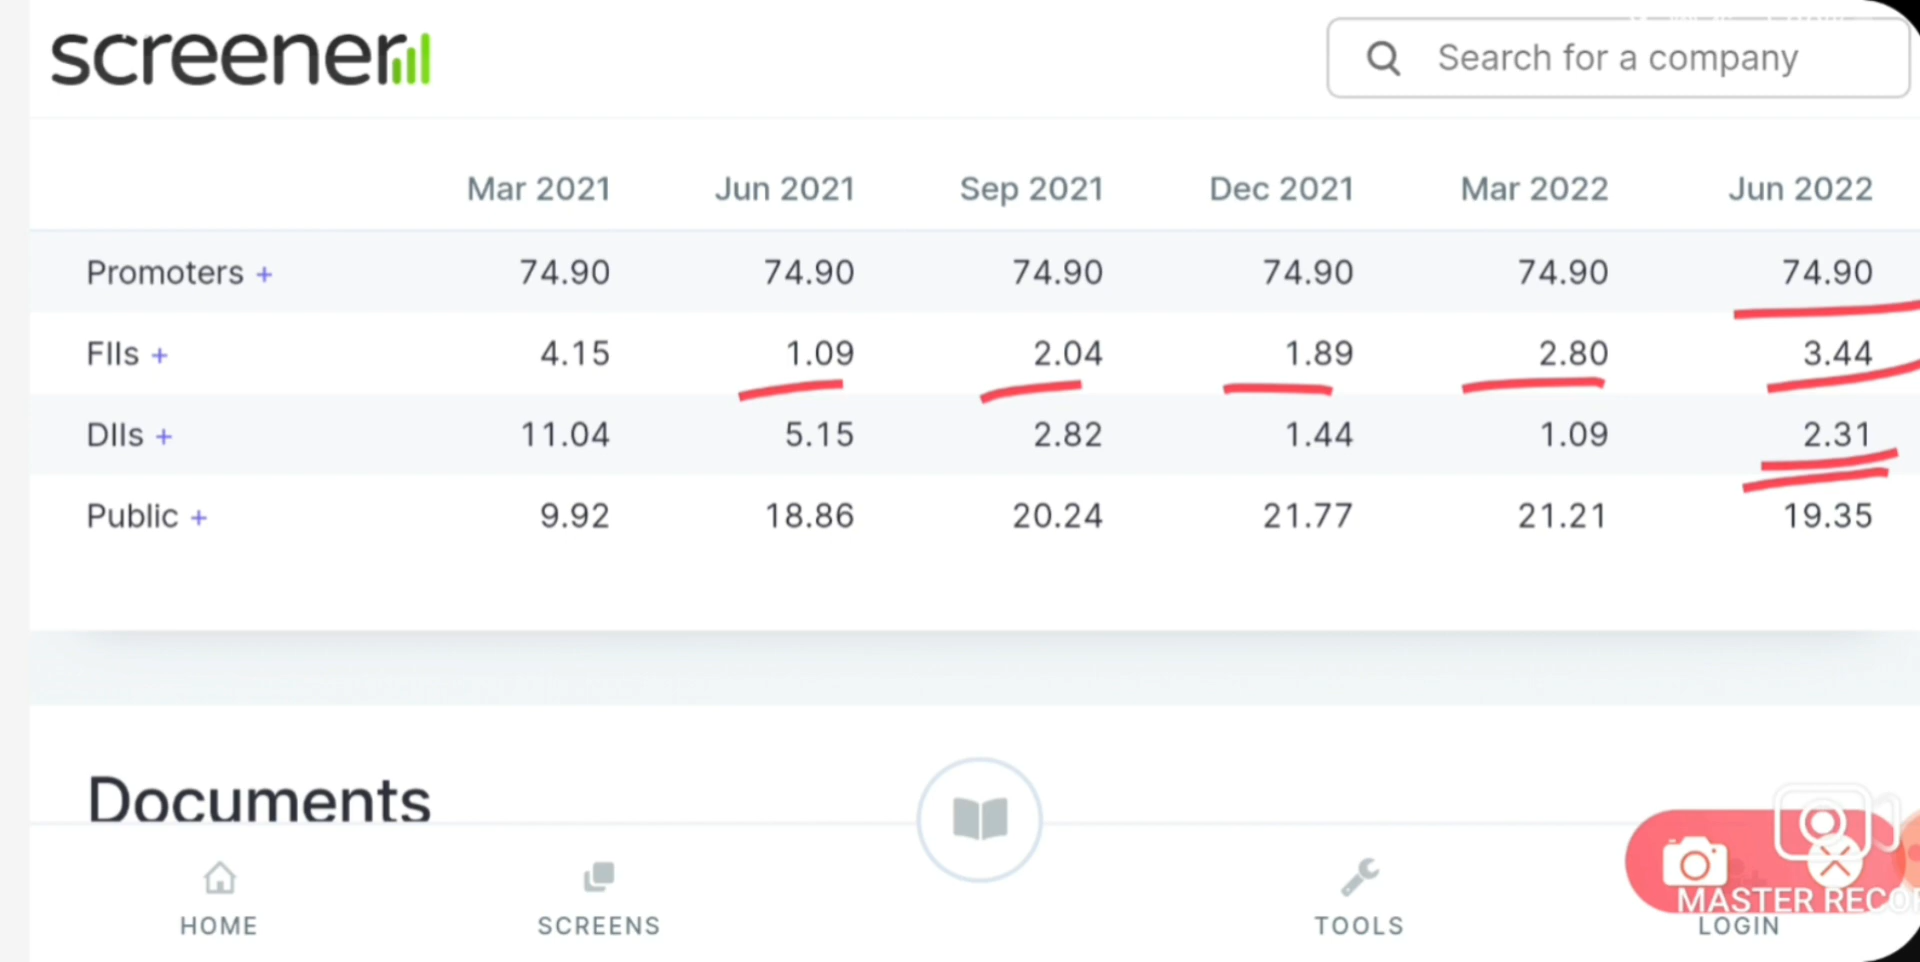 screener
Search for a company
Mar 2021 Jun 2021 Sep 2021 Dec 2021 Mar 2022 Jun 2022
Promoters + 74.90 74.90 74.90 74.90 74.90 74.90
FIIs + 4.15 1.09 2.04 1.89 2.80 3.44
DIIs + 11.04 5.15 2.82 1.44 1.09 2.31
Public + 9.92 18.86 20.24 21.77 21.21 19.35
Documents
MASTER RECO
HOME SCREENS TOOLS LOGIN